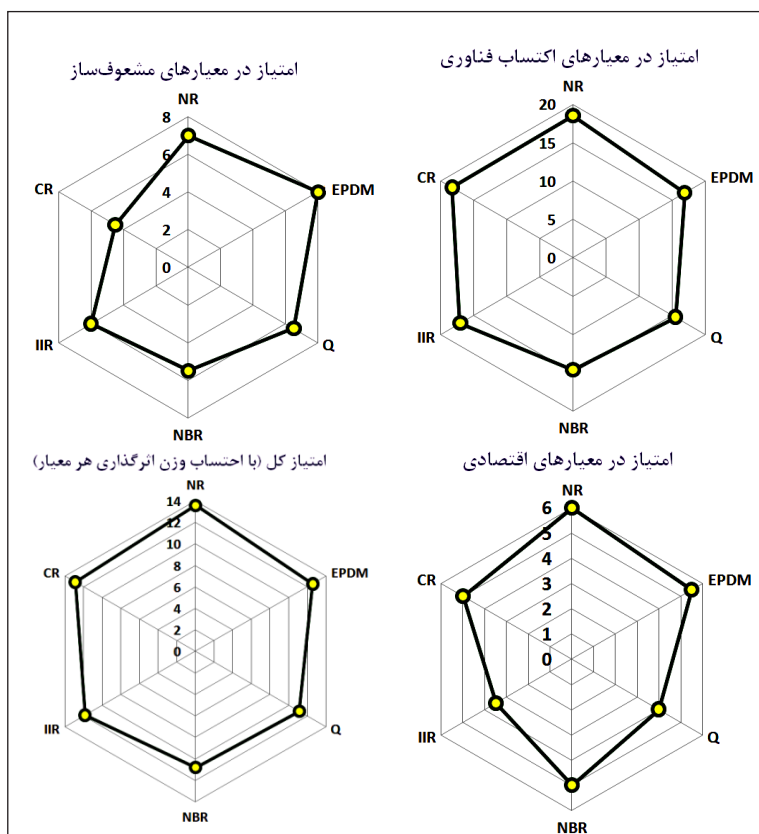 امتیاز در معیارهای اکتساب فناوری
NR
20
15
10
5
0
EPDM
Q
NBR
IIR
CR
امتیاز در معیارهای مشعوف‌ساز
NR
8
6
4
2
0
EPDM
Q
NBR
IIR
CR
امتیاز در معیارهای اقتصادی
NR
6
5
4
3
2
1
0
EPDM
Q
NBR
IIR
CR
امتیاز کل (با احتساب وزن اثرگذاری هر معیار)
NR
14
12
10
8
6
4
2
0
EPDM
Q
NBR
IIR
CR